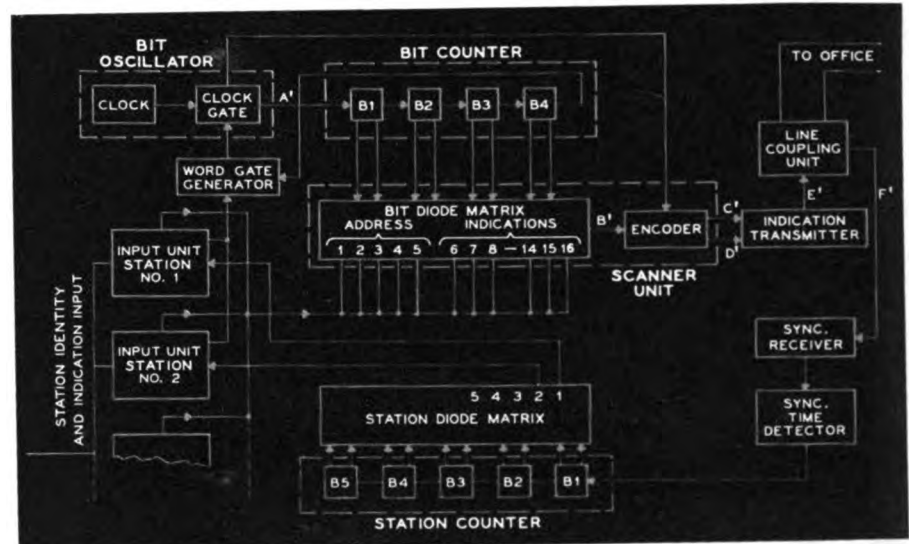 BIT
OSCILLATOR
CLOCK
CLOCK
GATE
A'
BIT COUNTER
B1 B2 B3 B4
TO OFFICE
LINE
COUPLING
UNIT
WORD GATE
GENERATOR
BIT DIODE MATRIX
ADDRESS INDICATIONS
1 2 3 4 5 6 7 8 — 14 15 16
B'
ENCODER
C'
D'
E'
F'
INDICATION
TRANSMITTER
SCANNER
UNIT
STATION IDENTITY
AND INDICATION INPUT
INPUT UNIT
STATION
NO. 1
INPUT UNIT
STATION
NO. 2
SYNC.
RECEIVER
SYNC.
TIME
DETECTOR
5 4 3 2 1
STATION DIODE MATRIX
B5 B4 B3 B2 B1
STATION COUNTER